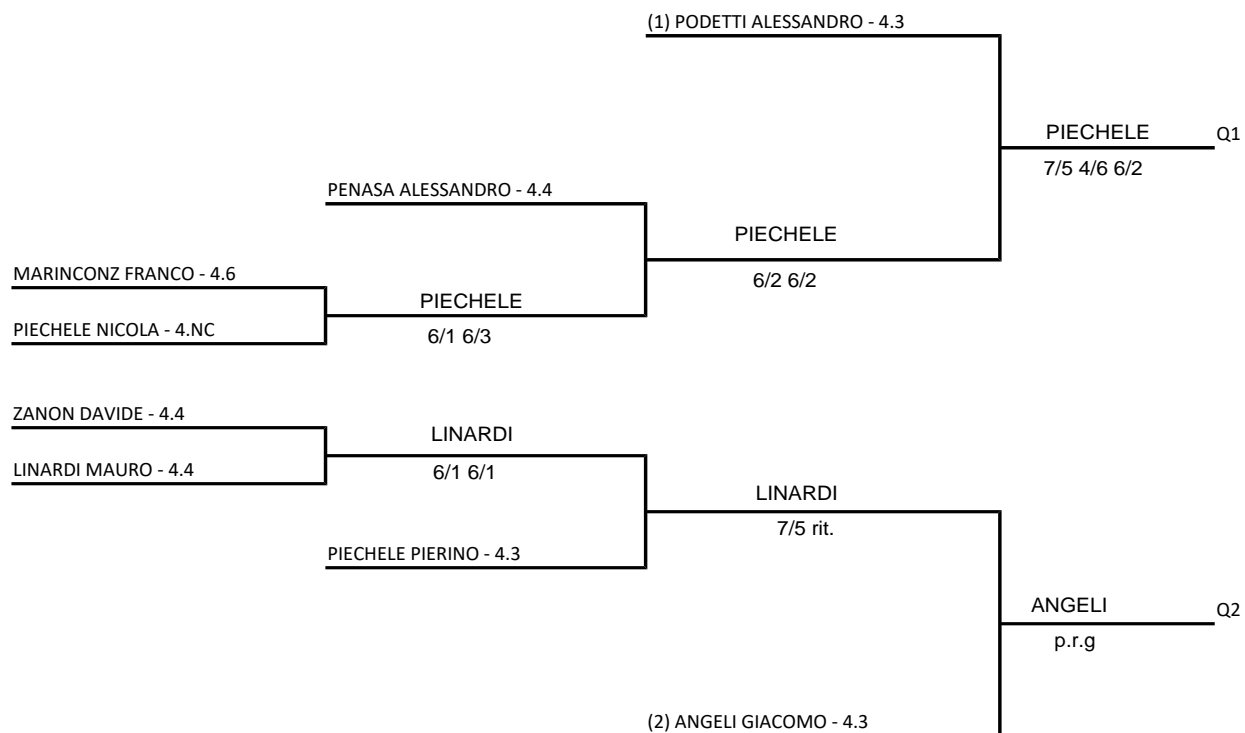 (1) PODETTI ALESSANDRO - 4.3
PIECHELE
Q1
7/5 4/6 6/2
PENASA ALESSANDRO - 4.4
PIECHELE
6/2 6/2
MARINCONZ FRANCO - 4.6
PIECHELE
PIECHELE NICOLA - 4.NC
6/1 6/3
ZANON DAVIDE - 4.4
LINARDI
LINARDI MAURO - 4.4
6/1 6/1
LINARDI
7/5 rit.
PIECHELE PIERINO - 4.3
ANGELI
Q2
p.r.g
(2) ANGELI GIACOMO - 4.3